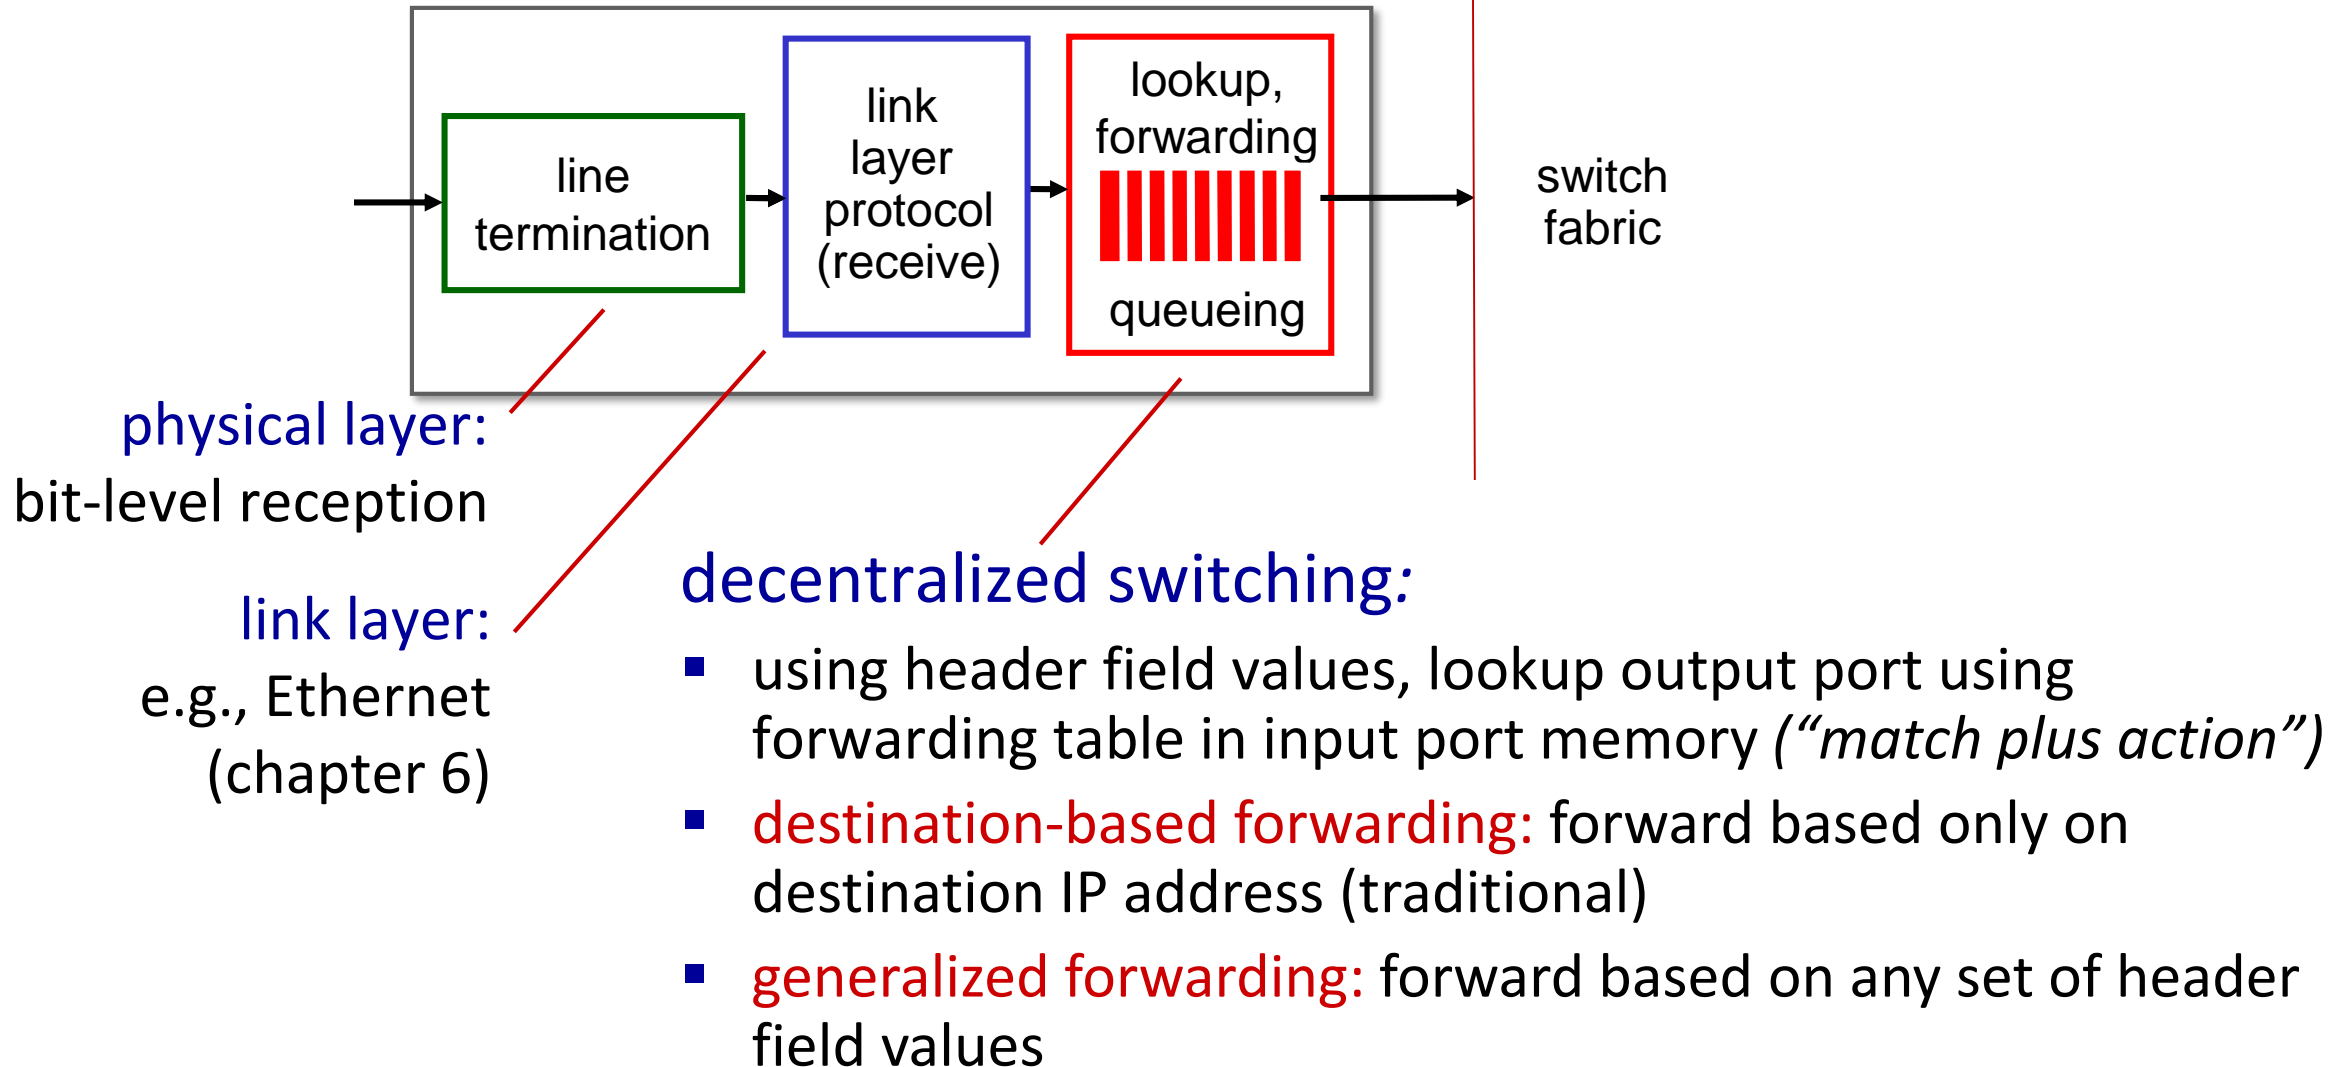 line
termination
link
layer
protocol
(receive)
lookup,
forwarding
queueing
switch
fabric
physical layer:
bit-level reception
link layer:
e.g., Ethernet
(chapter 6)
decentralized switching:
▪ using header field values, lookup output port using
forwarding table in input port memory (“match plus action”)
▪ destination-based forwarding: forward based only on
destination IP address (traditional)
▪ generalized forwarding: forward based on any set of header
field values